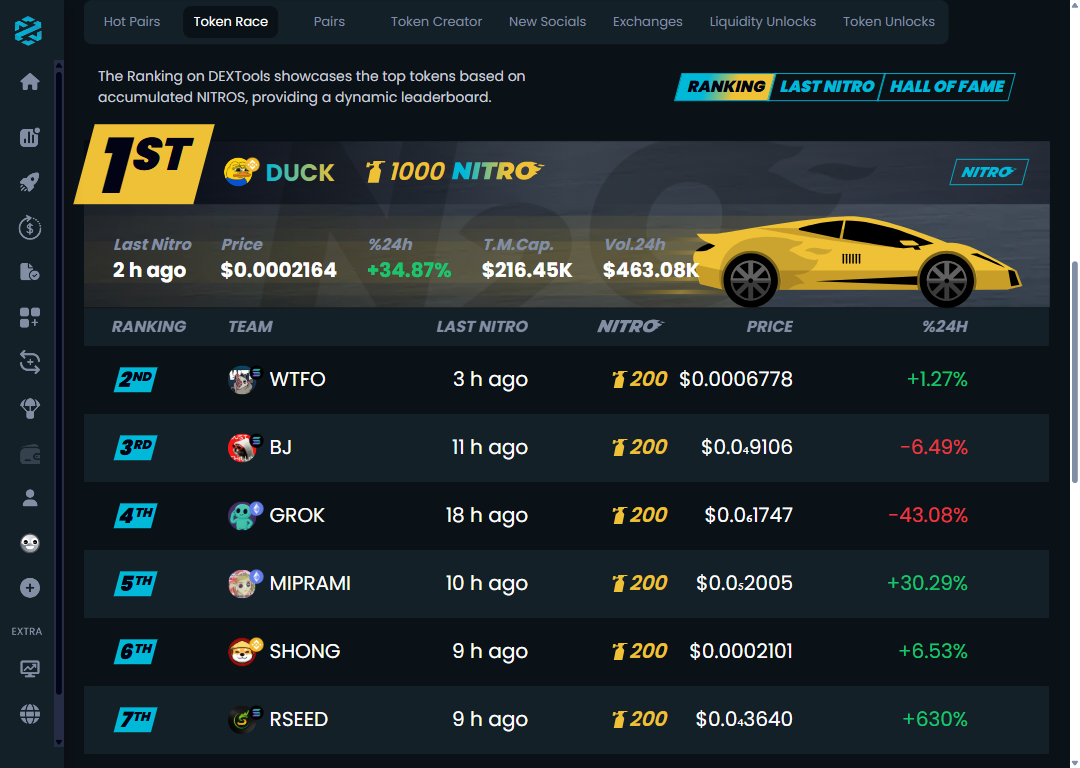 Hot Pairs Token Race Pairs Token Creator New Socials Exchanges Liquidity Unlocks Token Unlocks
The Ranking on DEXTools showcases the top tokens based on
accumulated NITROS, providing a dynamic leaderboard.
RANKING LAST NITRO HALL OF FAME
1ST DUCK 1000 NITRO NITRO
Last Nitro Price %24h T.M.Cap. Vol.24h
2 h ago $0.0002164 +34.87% $216.45K $463.08K
RANKING TEAM LAST NITRO NITRO PRICE %24H
2ND WTFO 3 h ago 200 $0.0006778 +1.27%
3RD BJ 11 h ago 200 $0.0₄9106 -6.49%
4TH GROK 18 h ago 200 $0.0₆1747 -43.08%
5TH MIPRAMI 10 h ago 200 $0.0₅2005 +30.29%
6TH SHONG 9 h ago 200 $0.0002101 +6.53%
EXTRA
7TH RSEED 9 h ago 200 $0.0₄3640 +630%